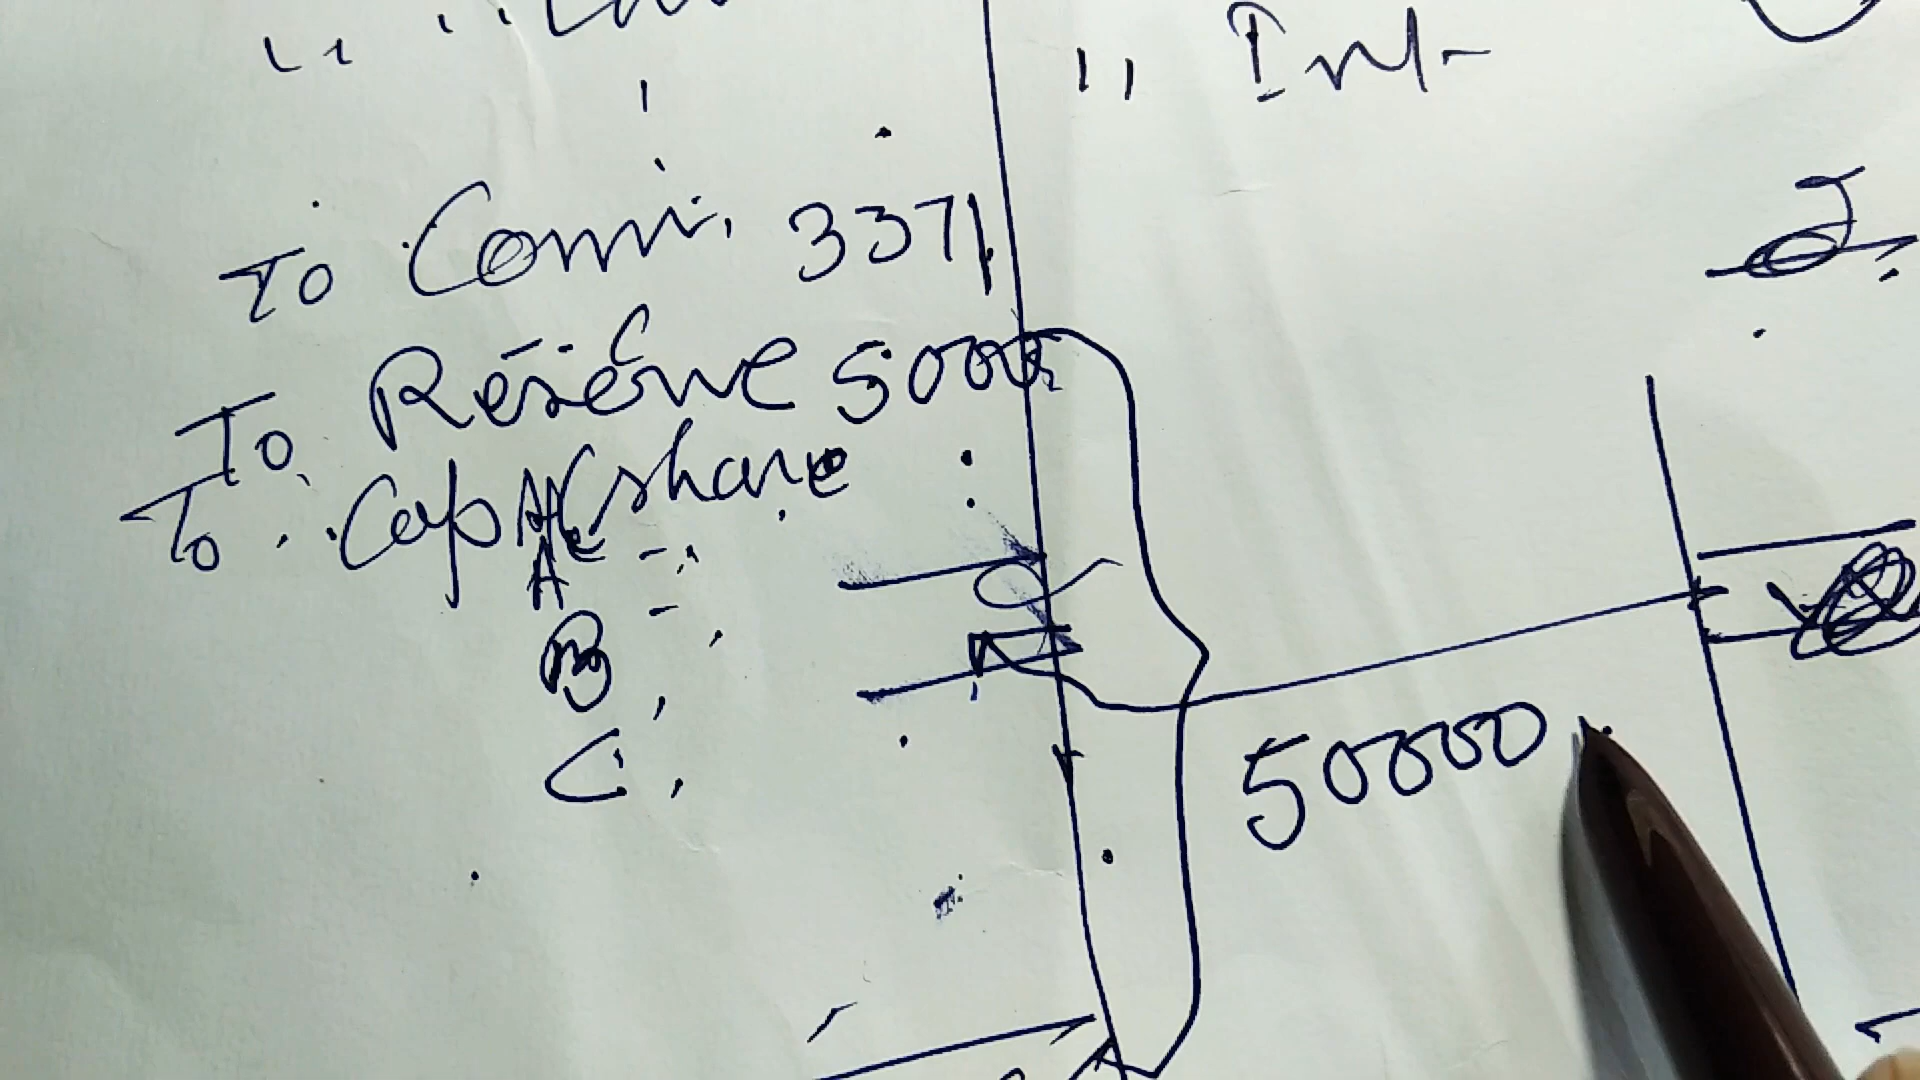 ,, Int-
To Comm. 3371
To Reserve 5000
To Cap A/c share
A -
B -
C
50000